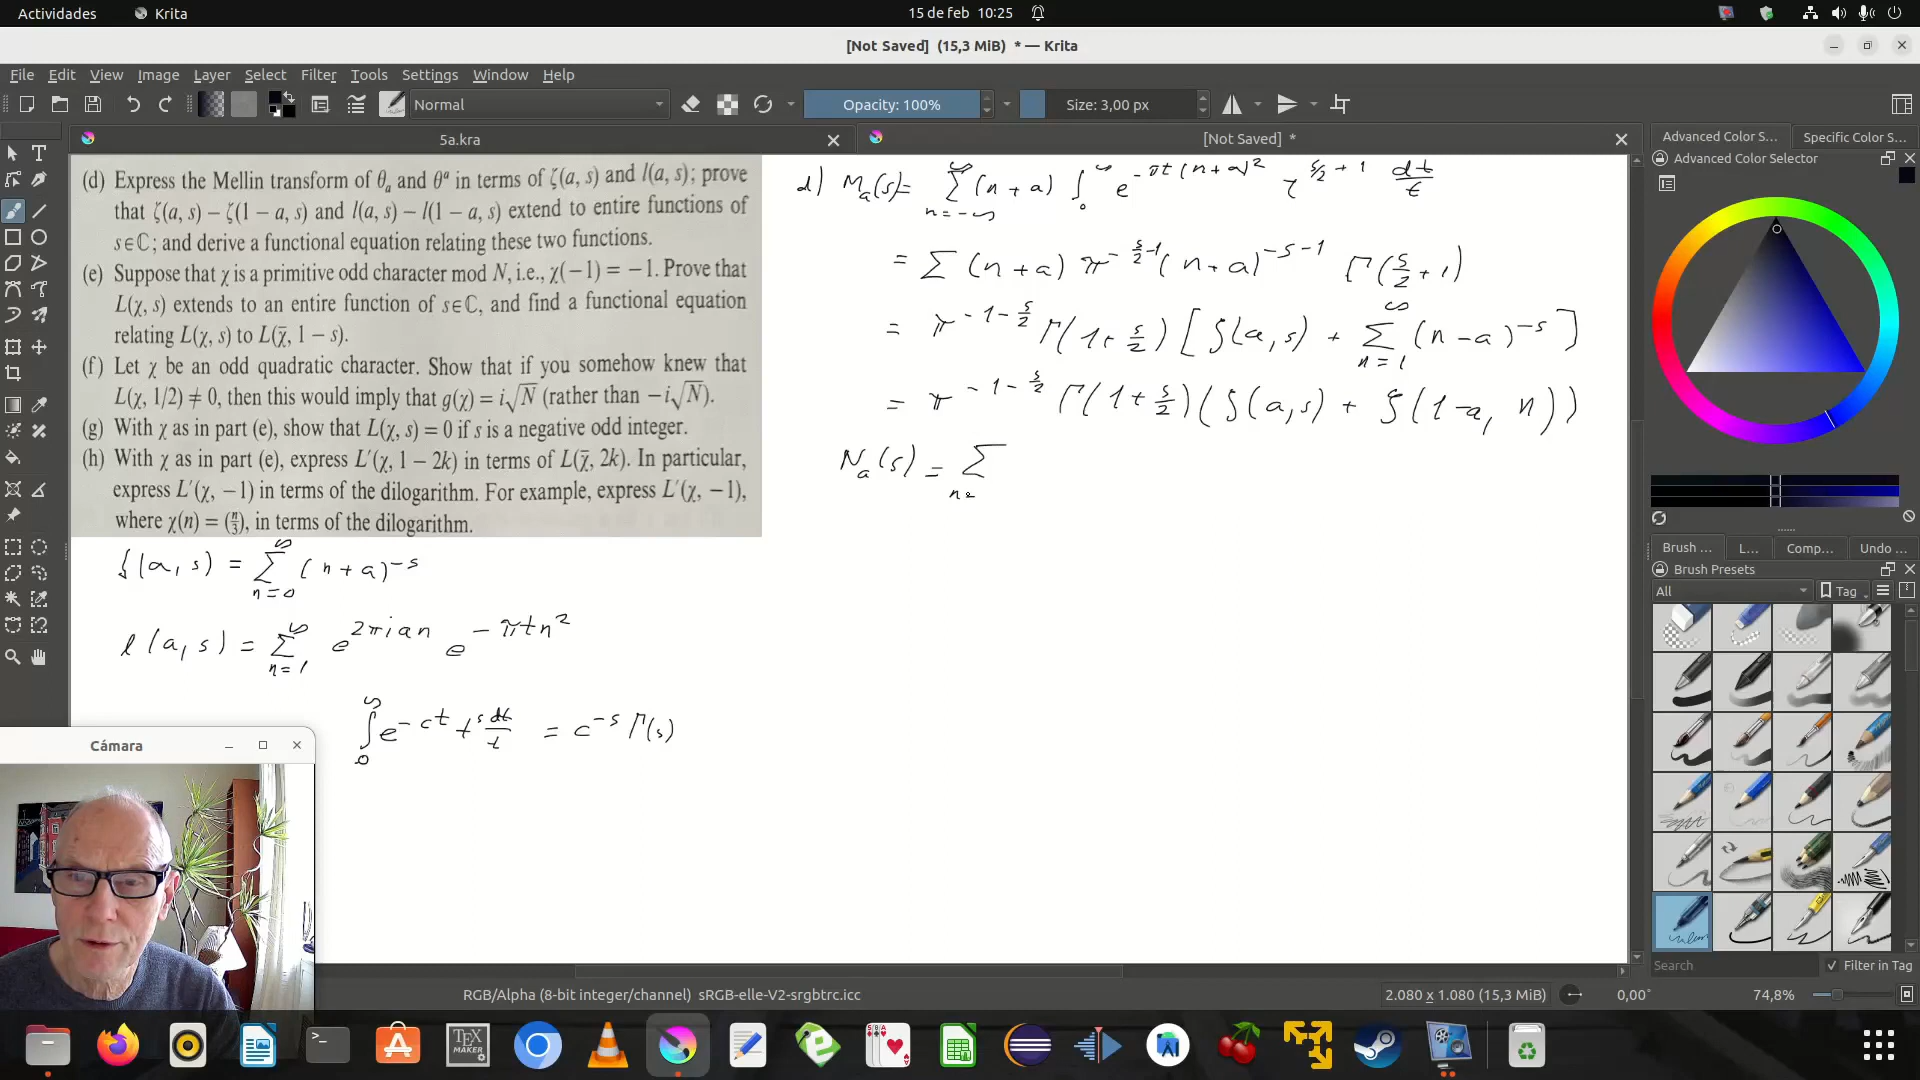 Actividades
Krita
15 de feb 10:25
[Not Saved] (15,3 MiB) * — Krita
File Edit View Image Layer Select Filter Tools Settings Window Help
Normal
Opacity: 100%
Size: 3,00 px
5a.kra
[Not Saved] *
Advanced Color S...
Specific Color S...
Advanced Color Selector
(d) Express the Mellin transform of θ_a and θ^a in terms of ζ(a, s) and l(a, s); prove
that ζ(a, s) − ζ(1 − a, s) and l(a, s) − l(1 − a, s) extend to entire functions of
s∈ℂ; and derive a functional equation relating these two functions.
(e) Suppose that χ is a primitive odd character mod N, i.e., χ(−1) = −1. Prove that
L(χ, s) extends to an entire function of s∈ℂ, and find a functional equation
relating L(χ, s) to L(χ̄, 1 − s).
(f) Let χ be an odd quadratic character. Show that if you somehow knew that
L(χ, 1/2) ≠ 0, then this would imply that g(χ) = i√N (rather than −i√N).
(g) With χ as in part (e), show that L(χ, s) = 0 if s is a negative odd integer.
(h) With χ as in part (e), express L′(χ, 1 − 2k) in terms of L(χ̄, 2k). In particular,
express L′(χ, −1) in terms of the dilogarithm. For example, express L′(χ, −1),
where χ(n) = (n/3), in terms of the dilogarithm.
ζ(a, s) = ∑_{n=0}^∞ (n + a)^{−s}
l(a, s) = ∑_{n=1}^∞ e^{2πian} e^{−πtn²}
∫_0^∞ e^{−ct} t^s dt/t = c^{−s} Γ(s)
d) M_a(s) = ∑_{n=−∞}^∞ (n + a) ∫_0^∞ e^{−πt(n+a)²} t^{s/2 + 1} dt/t
= ∑ (n + a) π^{−s/2−1} (n + a)^{−s−1} Γ(s/2 + 1)
= π^{−1−s/2} Γ(1 + s/2) [ζ(a, s) + ∑_{n=1}^∞ (n − a)^{−s}]
= π^{−1−s/2} Γ(1 + s/2) (ζ(a, s) + ζ(1−a, n))
N_a(s) = ∑_{n=
Brush ...
L...
Comp...
Undo ...
Brush Presets
All
Tag
Search
Filter in Tag
Cámara
RGB/Alpha (8-bit integer/channel) sRGB-elle-V2-srgbtrc.icc
2.080 x 1.080 (15,3 MiB)
0,00°
74,8%
TEX MAKER